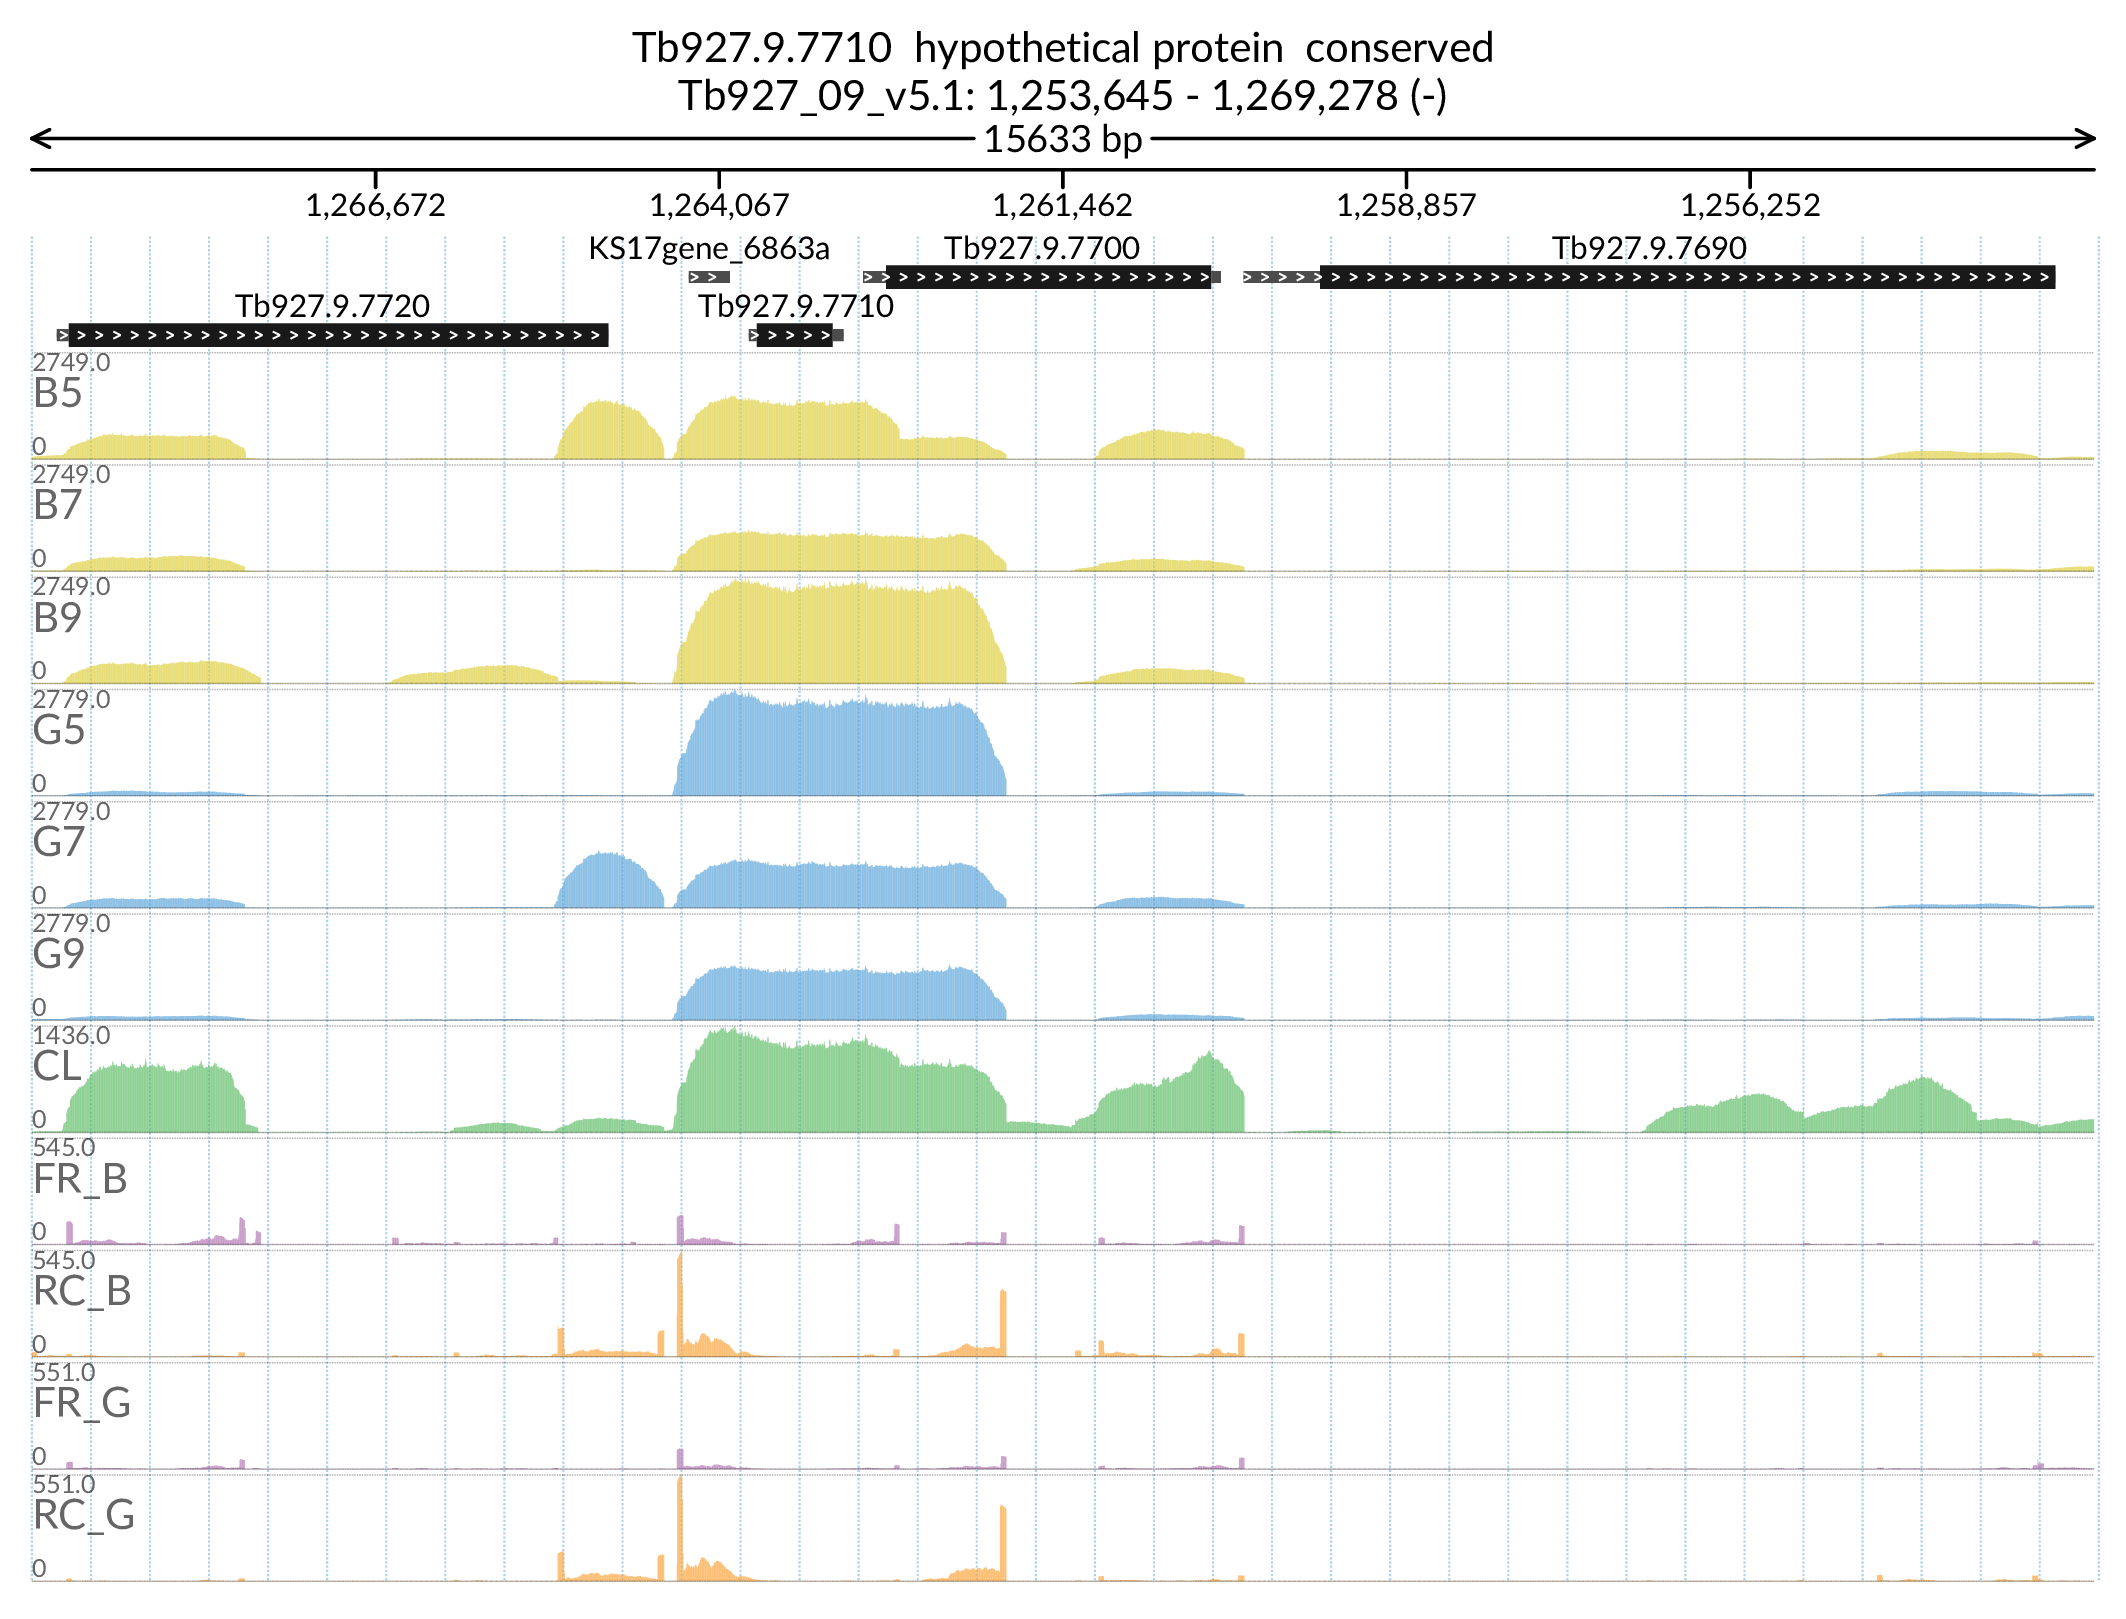 Tb927.9.7710  hypothetical protein  conserved
Tb927_09_v5.1: 1,253,645 - 1,269,278 (-)
15633 bp
1,266,672 1,264,067 1,261,462 1,258,857 1,256,252
KS17gene_6863a Tb927.9.7700 Tb927.9.7690
Tb927.9.7720 Tb927.9.7710
2749.0
B5
0
2749.0
B7
0
2749.0
B9
0
2779.0
G5
0
2779.0
G7
0
2779.0
G9
0
1436.0
CL
0
545.0
FR_B
0
545.0
RC_B
0
551.0
FR_G
0
551.0
RC_G
0